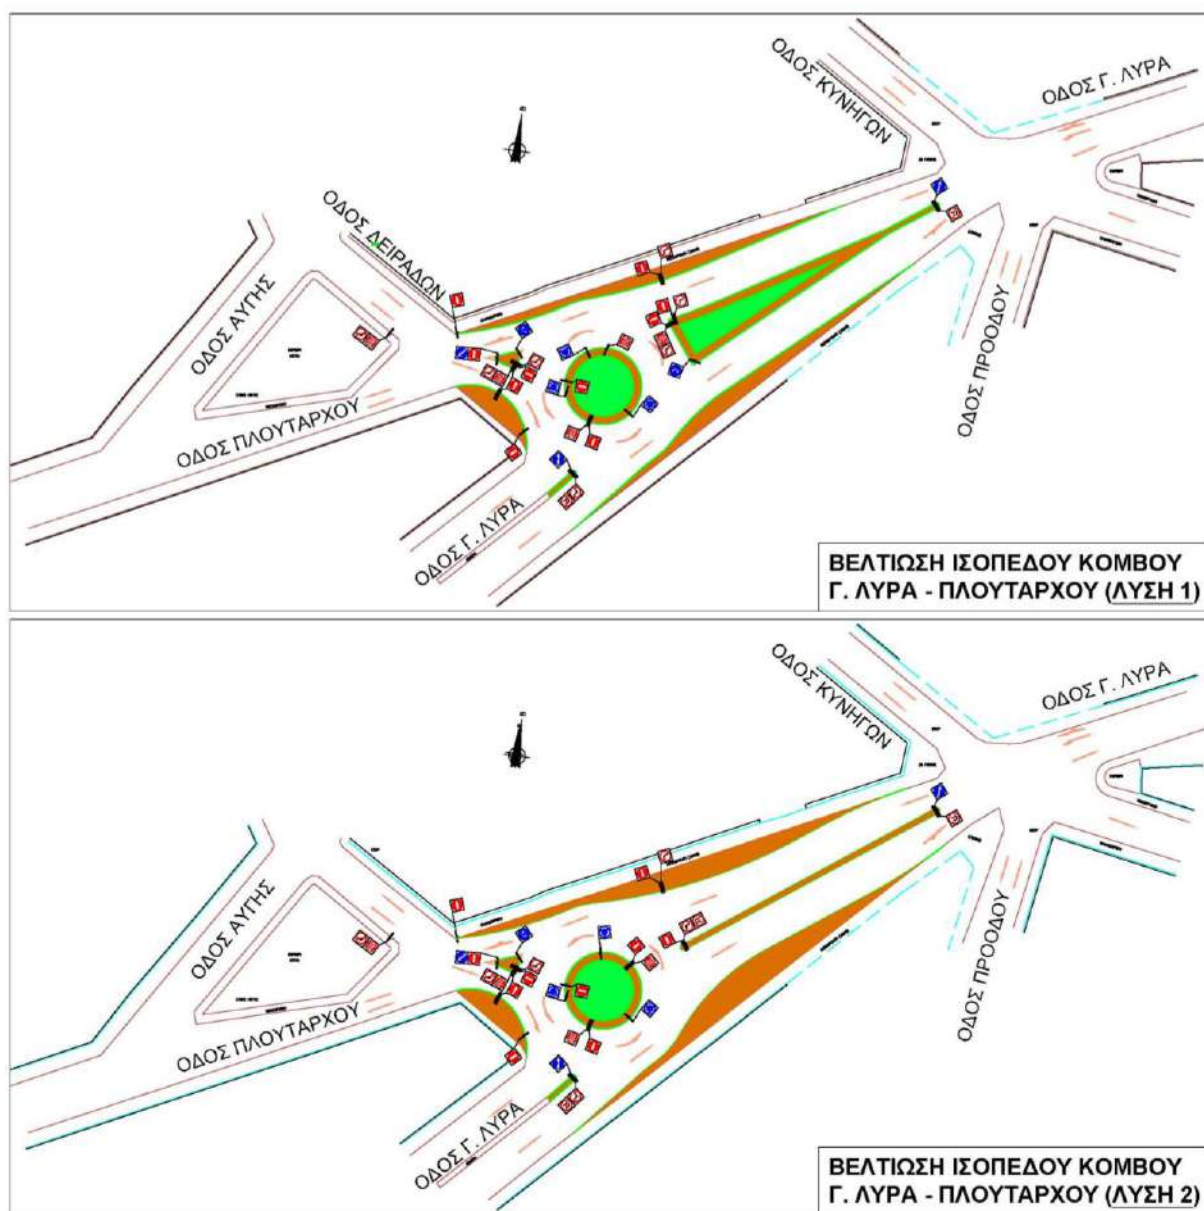 ΟΔΟΣ ΚΥΝΗΓΩΝ
ΟΔΟΣ Γ. ΛΥΡΑ
ΟΔΟΣ ΔΕΙΡΑΔΩΝ
ΟΔΟΣ ΑΥΓΗΣ
ΟΔΟΣ ΠΛΟΥΤΑΡΧΟΥ
ΟΔΟΣ ΠΡΟΟΔΟΥ
ΟΔΟΣ Γ. ΛΥΡΑ
ΒΕΛΤΙΩΣΗ ΙΣΟΠΕΔΟΥ ΚΟΜΒΟΥ
Γ. ΛΥΡΑ - ΠΛΟΥΤΑΡΧΟΥ (ΛΥΣΗ 1)
ΟΔΟΣ ΚΥΝΗΓΩΝ
ΟΔΟΣ Γ. ΛΥΡΑ
ΟΔΟΣ ΑΥΓΗΣ
ΟΔΟΣ ΠΛΟΥΤΑΡΧΟΥ
ΟΔΟΣ ΠΡΟΟΔΟΥ
ΟΔΟΣ Γ. ΛΥΡΑ
ΒΕΛΤΙΩΣΗ ΙΣΟΠΕΔΟΥ ΚΟΜΒΟΥ
Γ. ΛΥΡΑ - ΠΛΟΥΤΑΡΧΟΥ (ΛΥΣΗ 2)